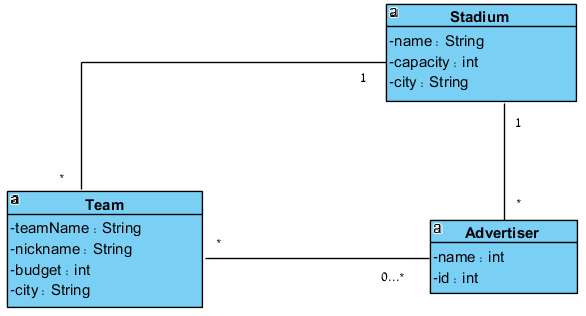 a
Stadium
-name : String
-capacity : int
-city : String
1
1
*
*
a
Team
-teamName : String
-nickname : String
-budget : int
-city : String
*
0...*
a
Advertiser
-name : int
-id : int